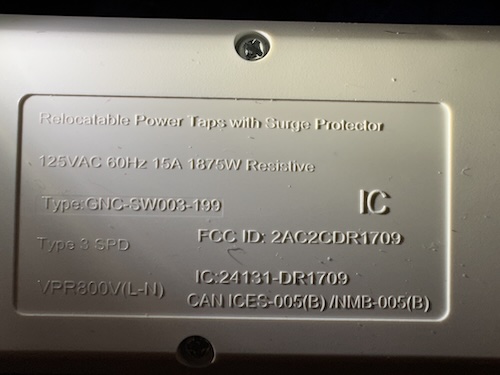 Relocatable Power Taps with Surge Protector
125VAC 60Hz 15A 1875W Resistive
Type:GNC-SW003-199
IC
Type 3 SPD
FCC ID: 2AC2CDR1709
VPR800V(L-N)
IC:24131-DR1709
CAN ICES-005(B) /NMB-005(B)